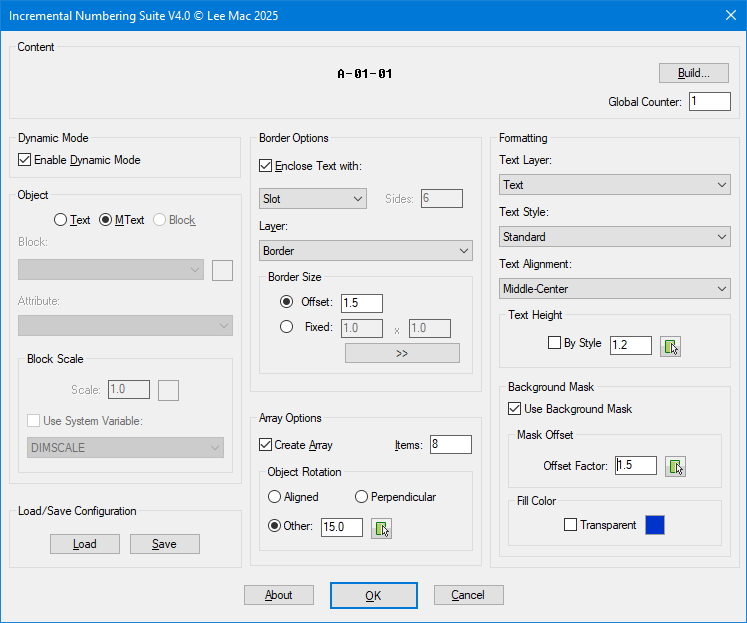 Incremental Numbering Suite V4.0 © Lee Mac 2025
Content
A-01-01
Build...
Global Counter: 1
Dynamic Mode
Enable Dynamic Mode
Object
Text MText Block
Block:
Attribute:
Block Scale
Scale: 1.0
Use System Variable:
DIMSCALE
Load/Save Configuration
Load Save
Border Options
Enclose Text with:
Slot Sides: 6
Layer:
Border
Border Size
Offset: 1.5
Fixed: 1.0 x 1.0
>>
Array Options
Create Array Items: 8
Object Rotation
Aligned Perpendicular
Other: 15.0
Formatting
Text Layer:
Text
Text Style:
Standard
Text Alignment:
Middle-Center
Text Height
By Style 1.2
Background Mask
Use Background Mask
Mask Offset
Offset Factor: 1.5
Fill Color
Transparent
About OK Cancel